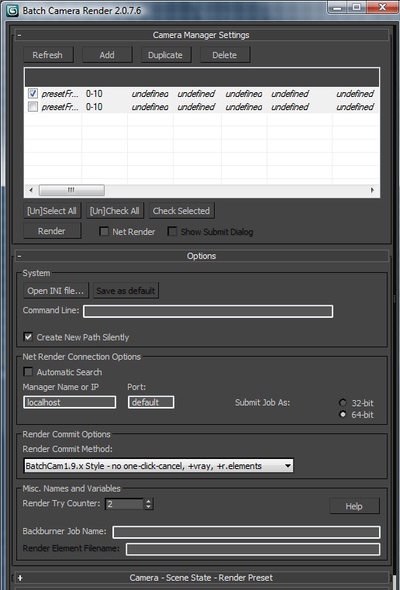 Batch Camera Render 2.0.7.6
- Camera Manager Settings
Refresh Add Duplicate Delete
presetFr... 0-10 undefined undefined undefined undefined undefined
presetFr... 0-10 undefined undefined undefined undefined undefined
[Un]Select All [Un]Check All Check Selected
Render Net Render Show Submit Dialog
- Options
System
Open INI file... Save as default
Command Line:
Create New Path Silently
Net Render Connection Options
Automatic Search
Manager Name or IP Port:
localhost default Submit Job As: 32-bit
64-bit
Render Commit Options
Render Commit Method:
BatchCam1.9.x Style - no one-click-cancel, +vray, +r.elements
Misc. Names and Variables
Render Try Counter: 2 Help
Backburner Job Name:
Render Element Filename:
+ Camera - Scene State - Render Preset